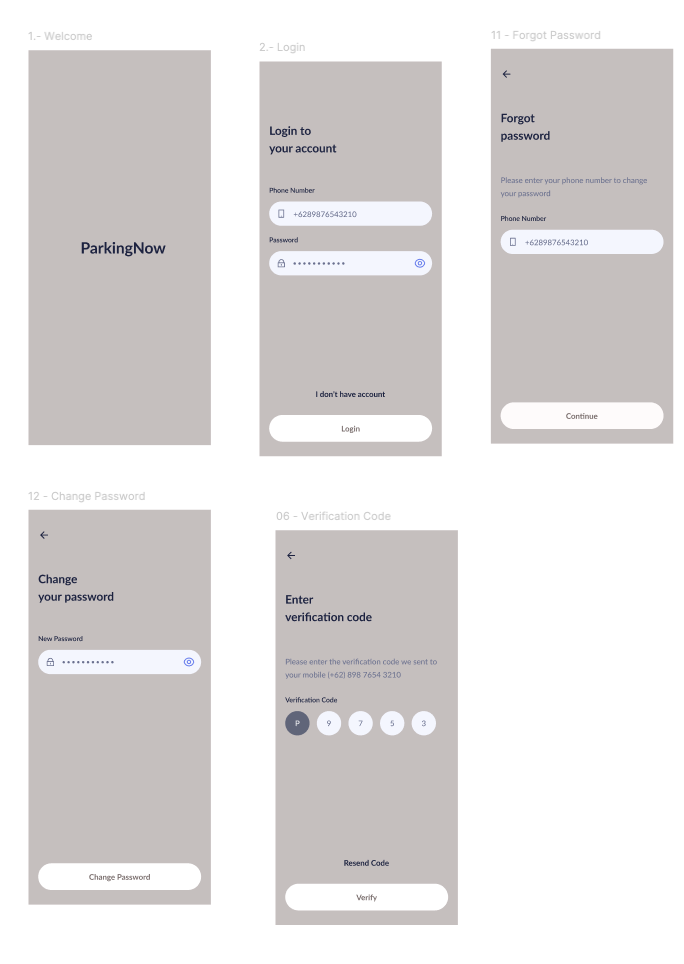 1.- Welcome
ParkingNow
2.- Login
Login to
your account
Phone Number
+6289876543210
Password
•••••••••••
I don't have account
Login
11 - Forgot Password
Forgot
password
Please enter your phone number to change
your password
Phone Number
+6289876543210
Continue
12 - Change Password
Change
your password
New Password
•••••••••••
Change Password
06 - Verification Code
Enter
verification code
Please enter the verification code we sent to
your mobile (+62) 898 7654 3210
Verification Code
P 9 7 5 3
Resend Code
Verify